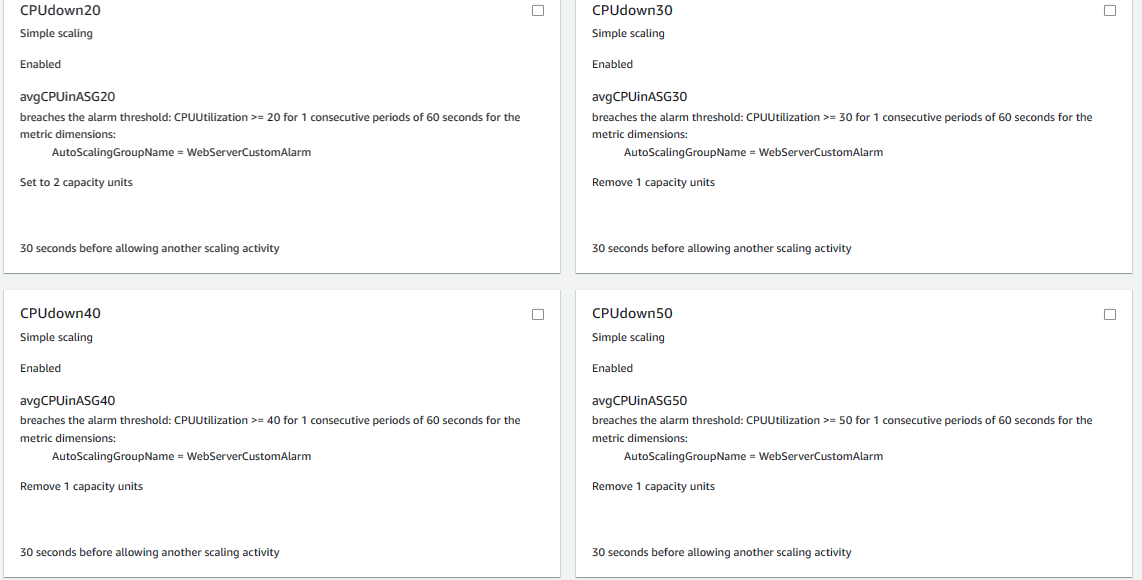 CPUdown20
Simple scaling
Enabled
avgCPUinASG20
breaches the alarm threshold: CPUUtilization >= 20 for 1 consecutive periods of 60 seconds for the
metric dimensions:
AutoScalingGroupName = WebServerCustomAlarm
Set to 2 capacity units
30 seconds before allowing another scaling activity
CPUdown30
Simple scaling
Enabled
avgCPUinASG30
breaches the alarm threshold: CPUUtilization >= 30 for 1 consecutive periods of 60 seconds for the
metric dimensions:
AutoScalingGroupName = WebServerCustomAlarm
Remove 1 capacity units
30 seconds before allowing another scaling activity
CPUdown40
Simple scaling
Enabled
avgCPUinASG40
breaches the alarm threshold: CPUUtilization >= 40 for 1 consecutive periods of 60 seconds for the
metric dimensions:
AutoScalingGroupName = WebServerCustomAlarm
Remove 1 capacity units
30 seconds before allowing another scaling activity
CPUdown50
Simple scaling
Enabled
avgCPUinASG50
breaches the alarm threshold: CPUUtilization >= 50 for 1 consecutive periods of 60 seconds for the
metric dimensions:
AutoScalingGroupName = WebServerCustomAlarm
Remove 1 capacity units
30 seconds before allowing another scaling activity